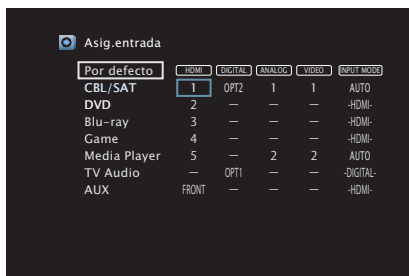 Asig.entrada
Por defecto HDMI DIGITAL ANALOG VIDEO INPUT MODE
CBL/SAT 1 OPT2 1 1 AUTO
DVD 2 – – – -HDMI-
Blu-ray 3 – – – -HDMI-
Game 4 – – – -HDMI-
Media Player 5 – 2 2 AUTO
TV Audio – OPT1 – – -DIGITAL-
AUX FRONT – – – -HDMI-